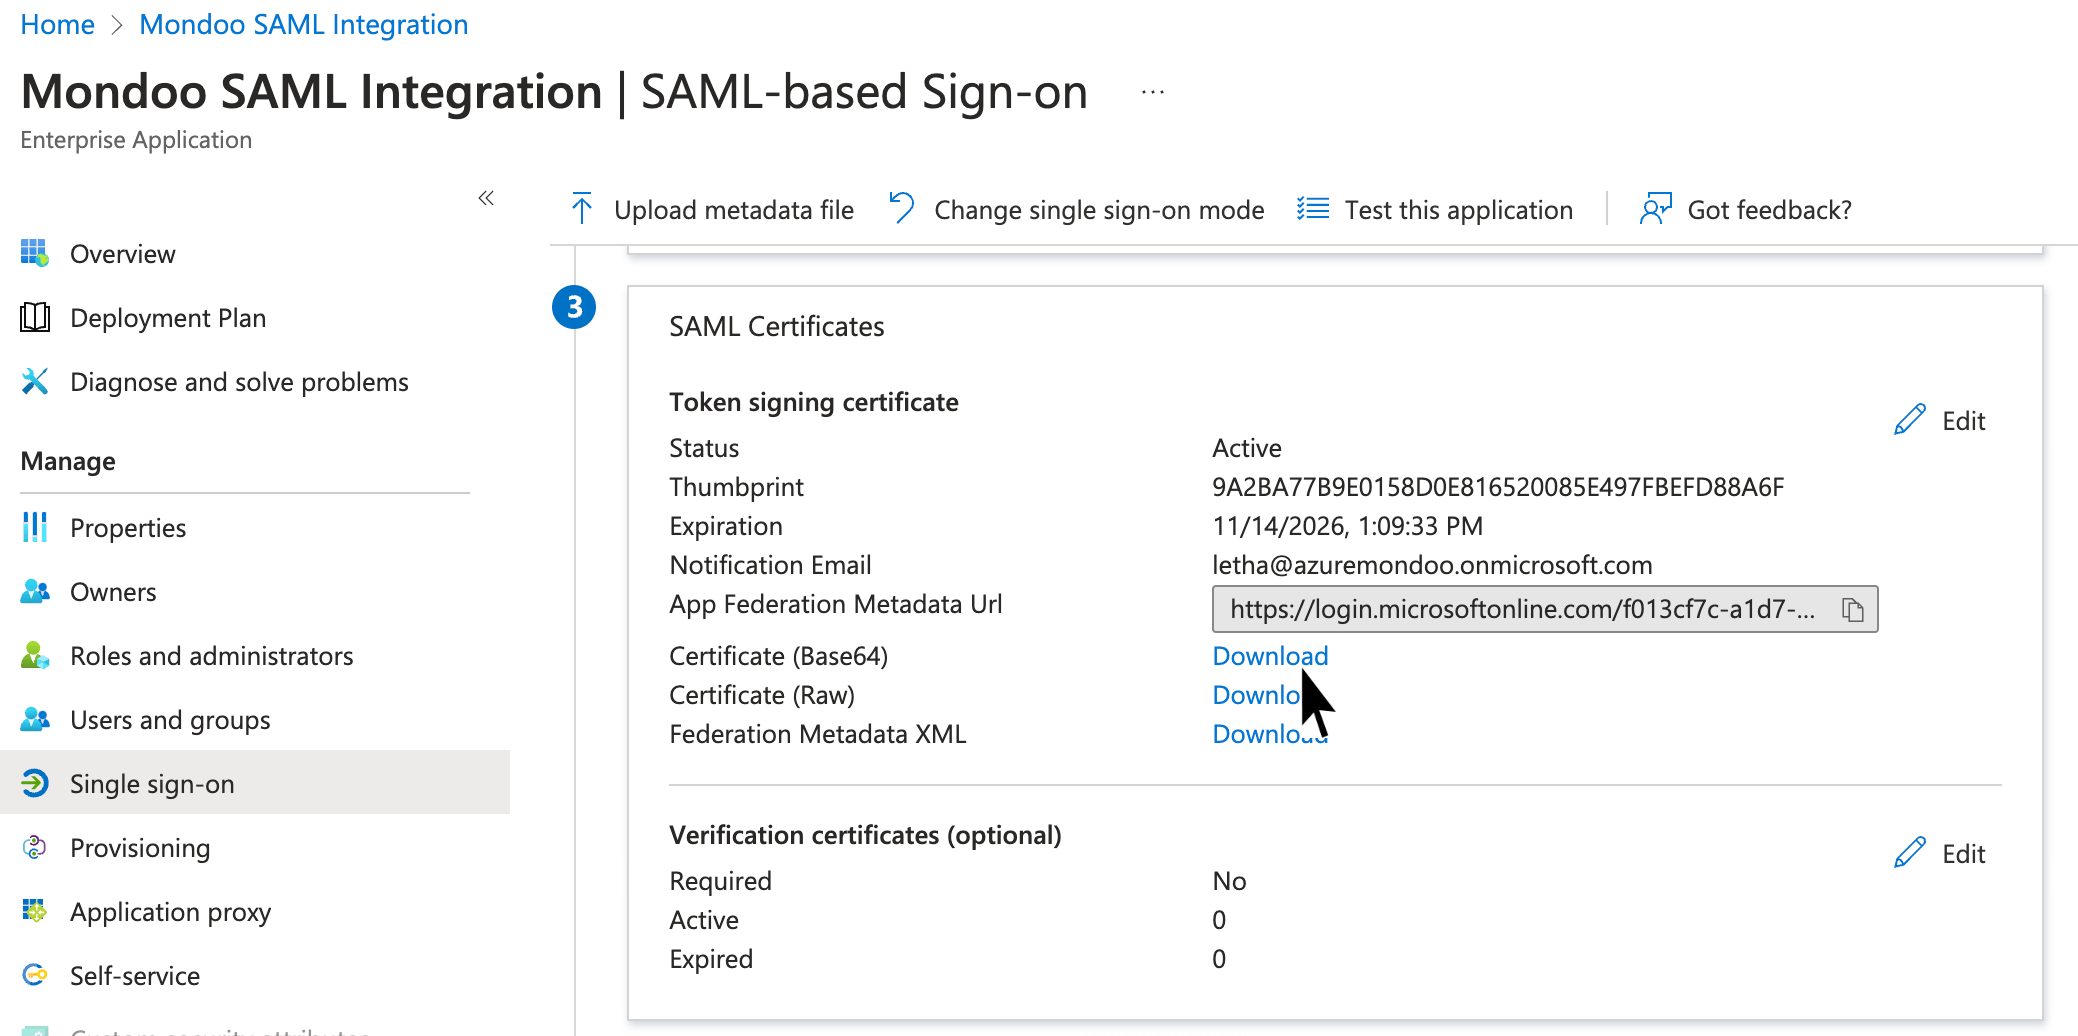 Home > Mondoo SAML Integration
Mondoo SAML Integration | SAML-based Sign-on ...
Enterprise Application
«
Upload metadata file Change single sign-on mode Test this application Got feedback?
Overview
Deployment Plan
Diagnose and solve problems
Manage
Properties
Owners
Roles and administrators
Users and groups
Single sign-on
Provisioning
Application proxy
Self-service
Custom security attributes
3
SAML Certificates
Token signing certificate
Edit
Status Active
Thumbprint 9A2BA77B9E0158D0E816520085E497FBEFD88A6F
Expiration 11/14/2026, 1:09:33 PM
Notification Email letha@azuremondoo.onmicrosoft.com
App Federation Metadata Url https://login.microsoftonline.com/f013cf7c-a1d7-...
Certificate (Base64) Download
Certificate (Raw) Download
Federation Metadata XML Download
Verification certificates (optional)
Edit
Required No
Active 0
Expired 0